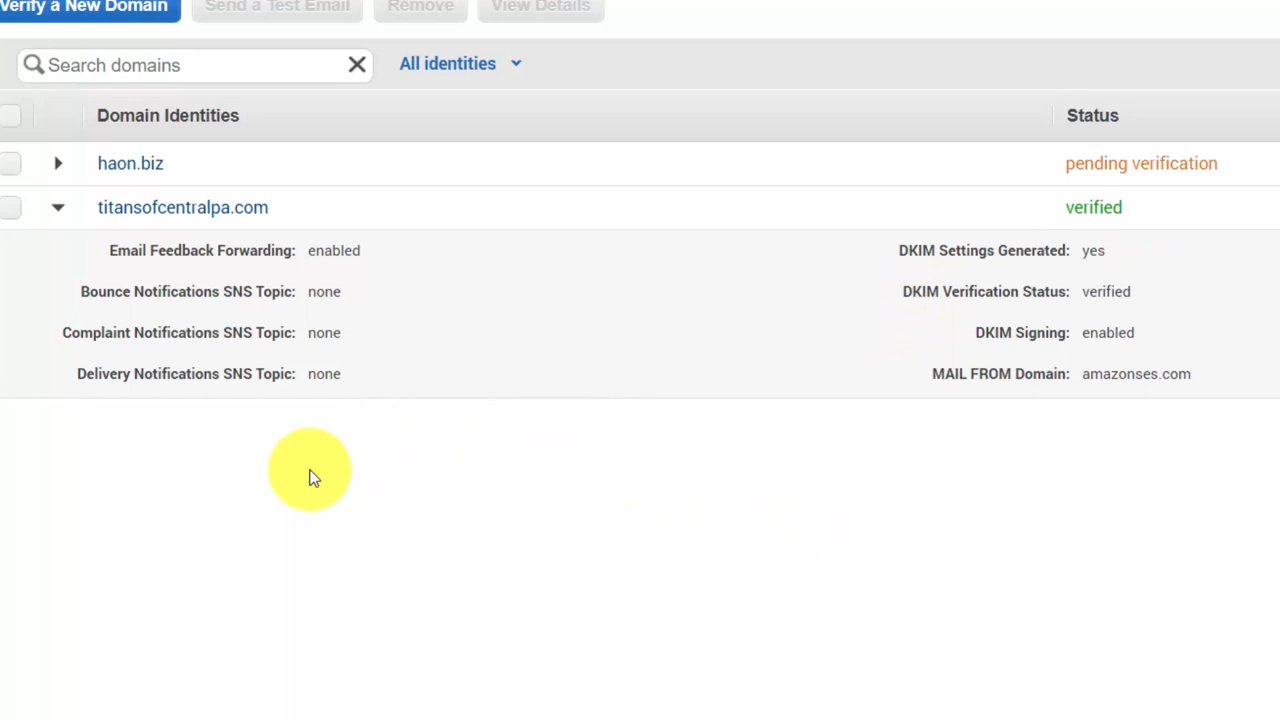 Verify a New Domain Send a Test Email Remove View Details
Search domains All identities
Domain Identities Status
haon.biz pending verification
titansofcentralpa.com verified
Email Feedback Forwarding: enabled DKIM Settings Generated: yes
Bounce Notifications SNS Topic: none DKIM Verification Status: verified
Complaint Notifications SNS Topic: none DKIM Signing: enabled
Delivery Notifications SNS Topic: none MAIL FROM Domain: amazonses.com